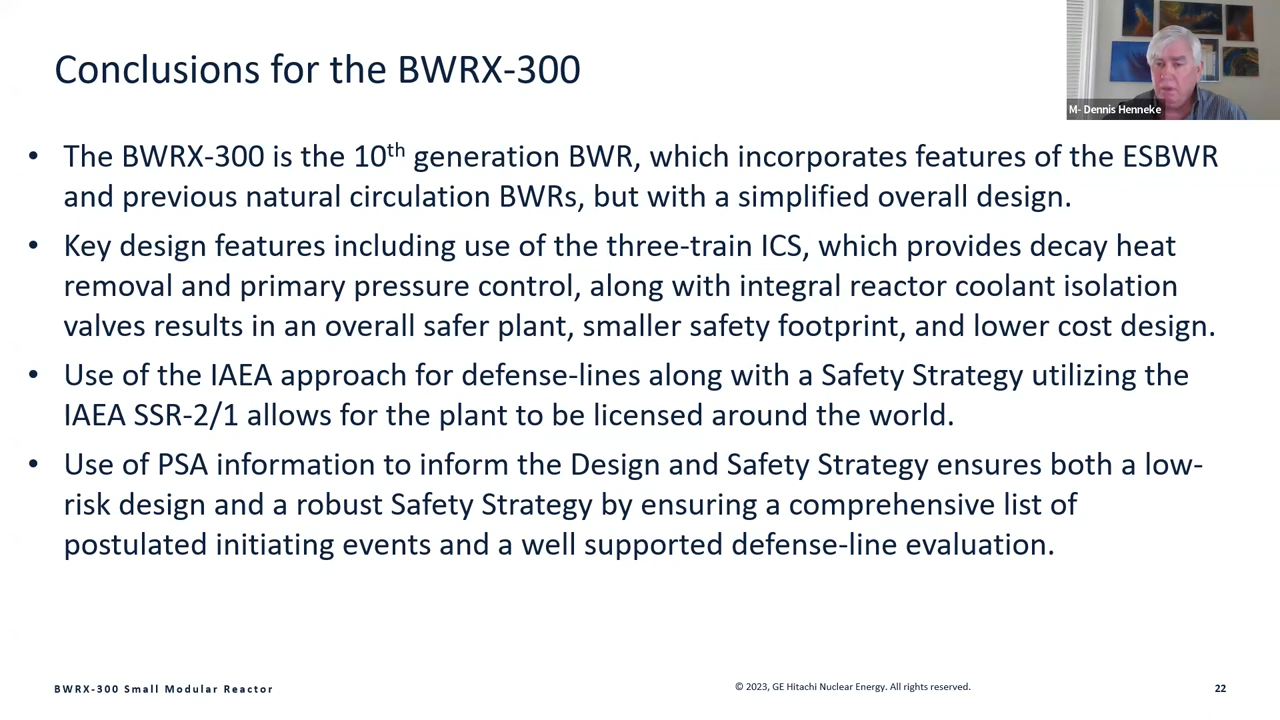 Conclusions for the BWRX-300
M- Dennis Henneke
• The BWRX-300 is the 10th generation BWR, which incorporates features of the ESBWR
and previous natural circulation BWRs, but with a simplified overall design.
• Key design features including use of the three-train ICS, which provides decay heat
removal and primary pressure control, along with integral reactor coolant isolation
valves results in an overall safer plant, smaller safety footprint, and lower cost design.
• Use of the IAEA approach for defense-lines along with a Safety Strategy utilizing the
IAEA SSR-2/1 allows for the plant to be licensed around the world.
• Use of PSA information to inform the Design and Safety Strategy ensures both a low-
risk design and a robust Safety Strategy by ensuring a comprehensive list of
postulated initiating events and a well supported defense-line evaluation.
BWRX-300 Small Modular Reactor
© 2023, GE Hitachi Nuclear Energy. All rights reserved.
22